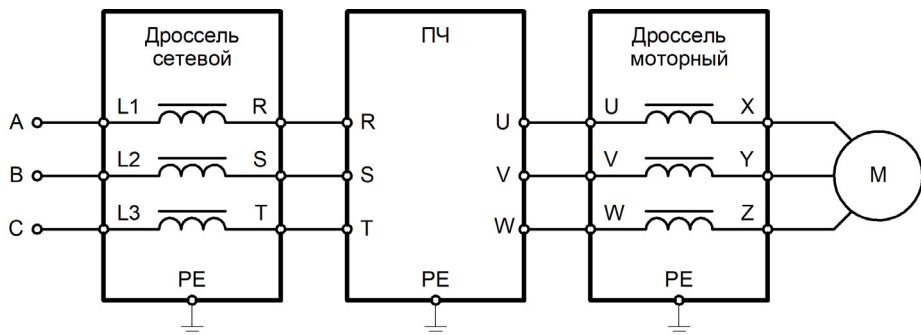 Дроссель
сетевой
ПЧ
Дроссель
моторный
A L1 R R U U X
B L2 S S V V Y M
C L3 T T W W Z
PE PE PE